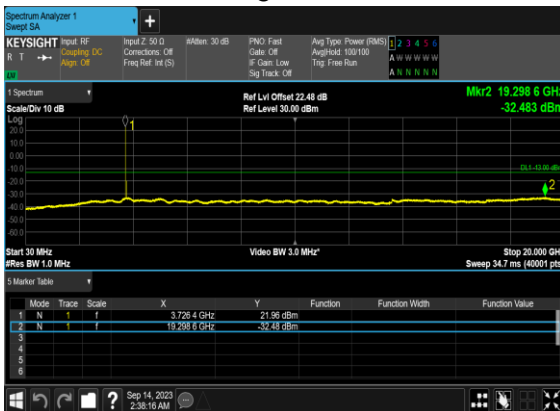 Spectrum Analyzer 1
Swept SA
KEYSIGHT
R T
LV
Input: RF
Coupling: DC
Align: Off
Input Z: 50 Ω
Corrections: Off
Freq Ref: Int (S)
#Atten: 30 dB
PNO: Fast
Gate: Off
IF Gain: Low
Sig Track: Off
Avg Type: Power (RMS)
Avg|Hold: 100/100
Trig: Free Run
1 2 3 4 5 6
A W W W W W
A N N N N N
1 Spectrum
Scale/Div 10 dB
Ref Lvl Offset 22.48 dB
Ref Level 30.00 dBm
Mkr2 19.298 6 GHz
-32.483 dBm
Log
20.0
10.0
0.00
-10.0
-20.0
-30.0
-40.0
-50.0
-60.0
1
DL1 -13.00 dBm
2
Start 30 MHz
#Res BW 1.0 MHz
Video BW 3.0 MHz*
Stop 20.000 GH
Sweep 34.7 ms (40001 pts
5 Marker Table
Mode Trace Scale X Y Function Function Width Function Value
1 N 1 f 3.726 4 GHz 21.96 dBm
2 N 1 f 19.298 6 GHz -32.48 dBm
3
4
5
6
?
Sep 14, 2023
2:38:16 AM